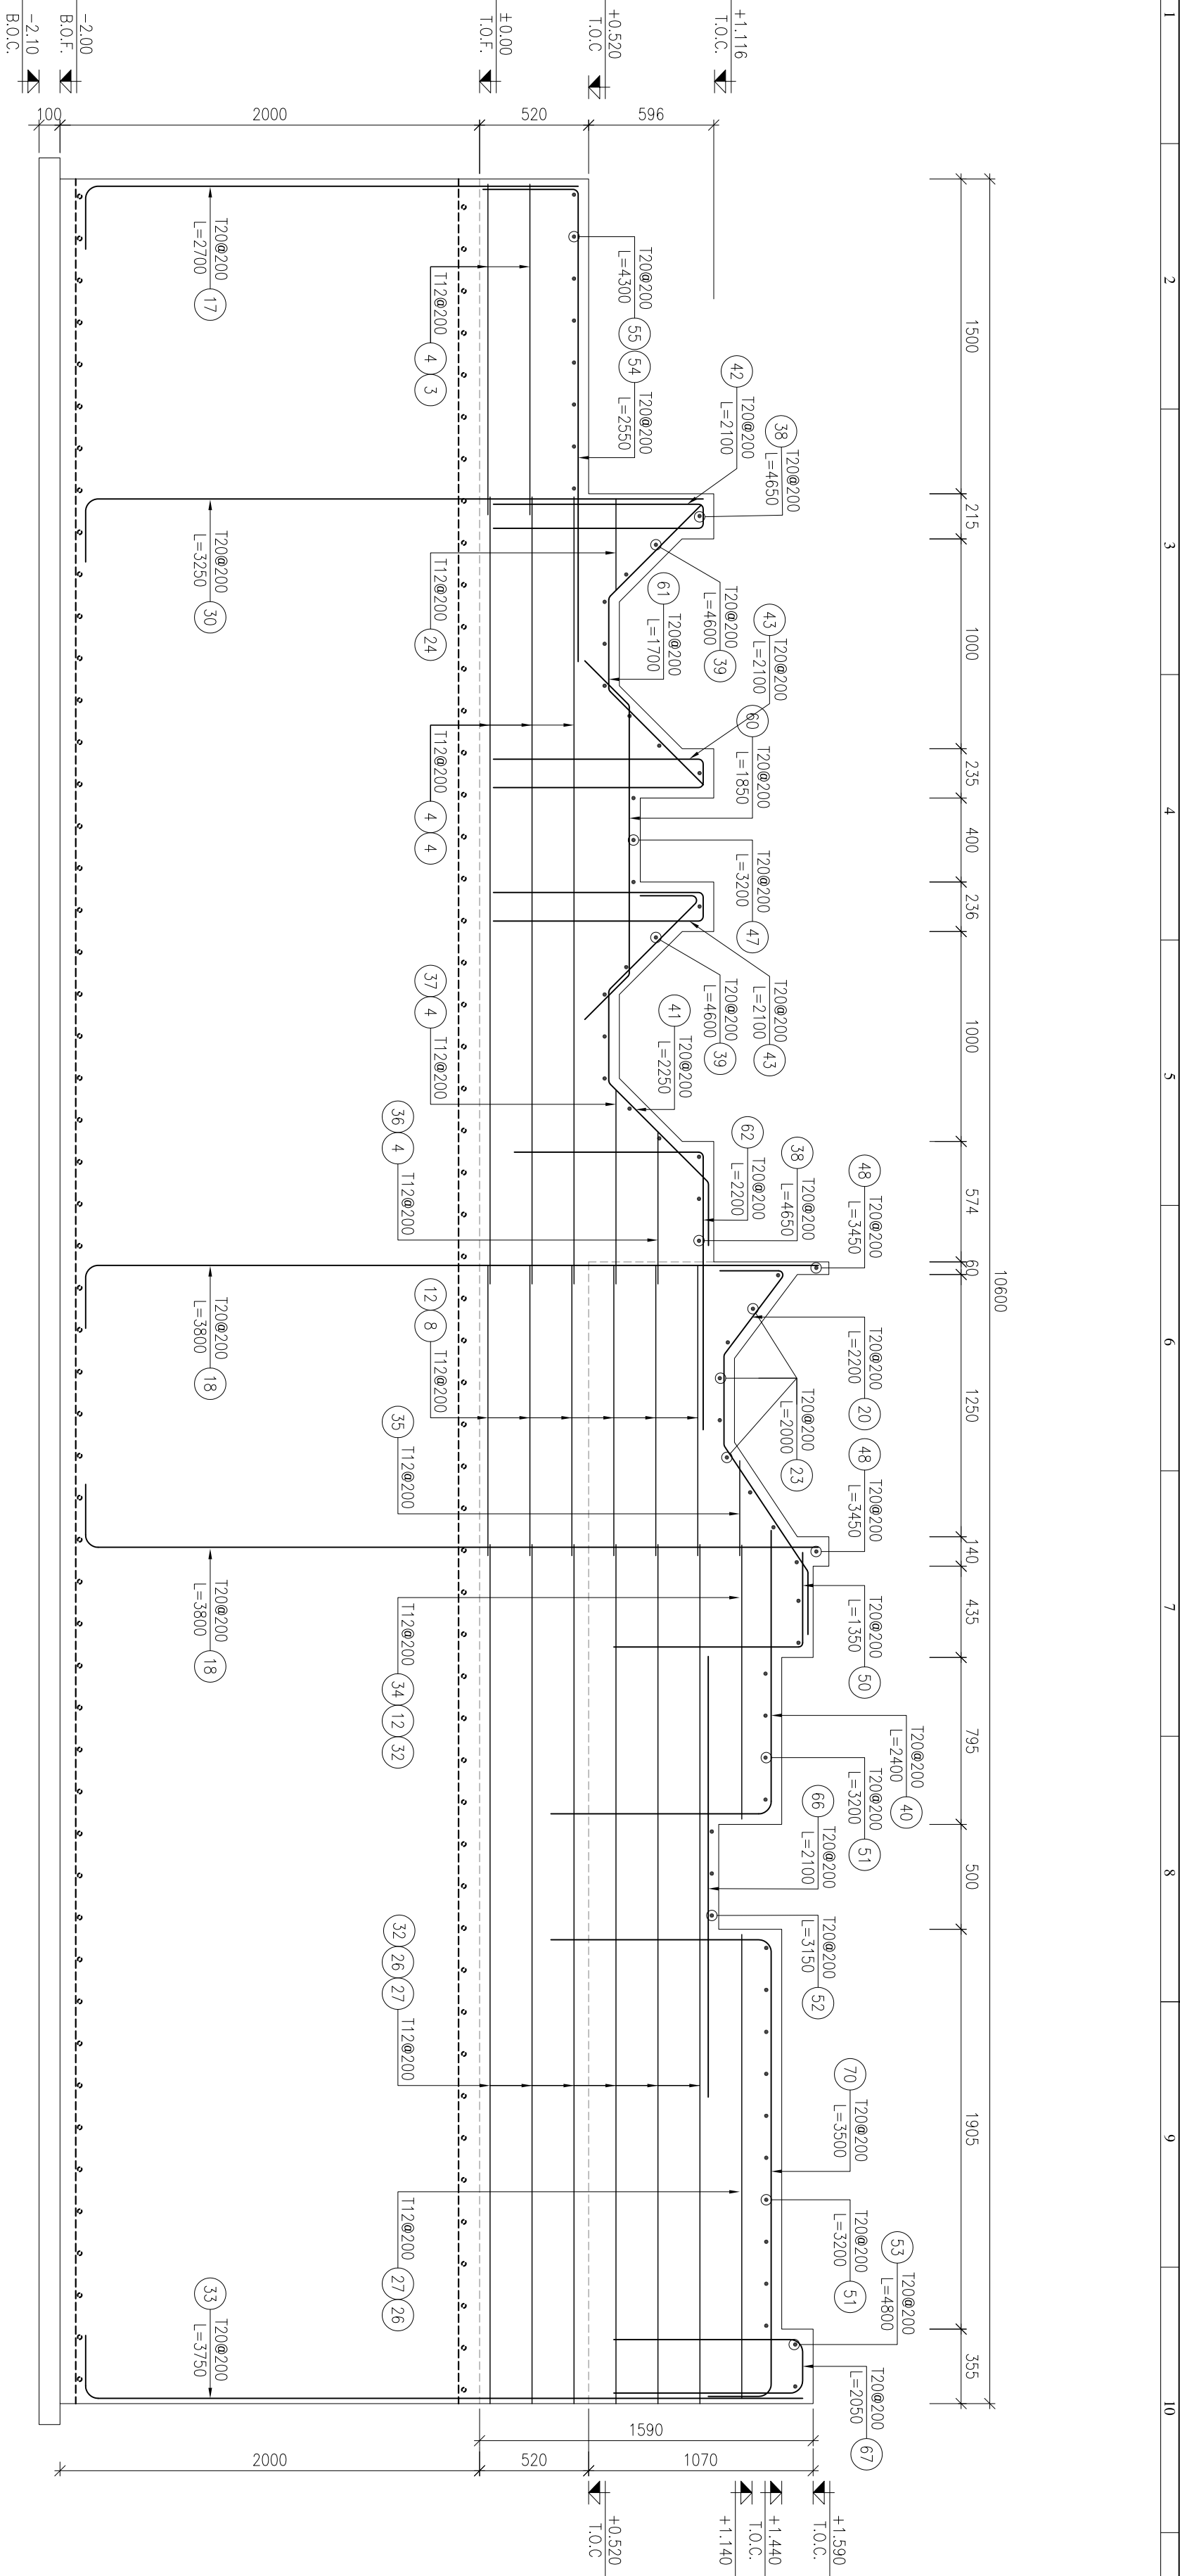 1
2
3
4
5
6
7
8
9
10
10600
1500
215
1000
235
400
236
1000
574
60
1250
140
435
795
500
1905
355
+1.116
T.O.C.
+0.520
T.O.C
±0.00
T.O.F.
-2.00
B.O.F.
-2.10
B.O.C.
596
520
2000
100
T20@200
L=4300
55
54
T20@200
L=2550
42
T20@200
L=2100
38
T20@200
L=4650
T20@200
L=4600
39
61
T20@200
L=1700
43
T20@200
L=2100
60
T20@200
L=1850
T20@200
L=3200
47
T20@200
L=2100
43
T20@200
L=4600
39
41
T20@200
L=2250
62
T20@200
L=2200
38
T20@200
L=4650
48
T20@200
L=3450
T20@200
L=2200
20
T20@200
L=2000
23
48
T20@200
L=3450
T20@200
L=1350
50
T20@200
L=2400
40
T20@200
L=3200
51
66
T20@200
L=2100
T20@200
L=3150
52
70
T20@200
L=3500
T20@200
L=3200
51
53
T20@200
L=4800
T20@200
L=2050
67
T12@200
4
3
T12@200
24
T12@200
4
4
37
4
T12@200
36
4
T12@200
12
8
T12@200
35
T12@200
T12@200
34
12
32
32
26
27
T12@200
T12@200
27
26
T20@200
L=2700
17
T20@200
L=3250
30
T20@200
L=3800
18
T20@200
L=3800
18
33
T20@200
L=3750
1590
1070
520
2000
+1.590
T.O.C.
+1.440
T.O.C.
+1.140
+0.520
T.O.C